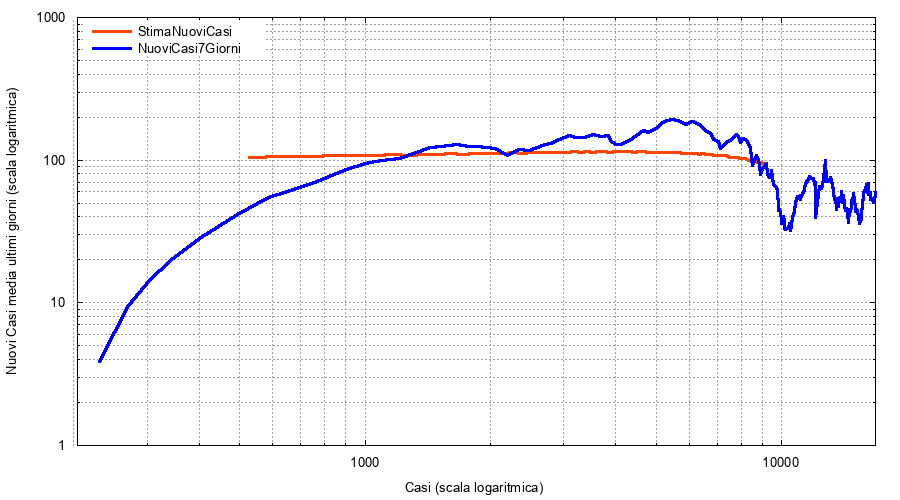 1000
StimaNuoviCasi
NuoviCasi7Giorni
100
10
1
Nuovi Casi media ultimi giorni (scala logaritmica)
1000
10000
Casi (scala logaritmica)